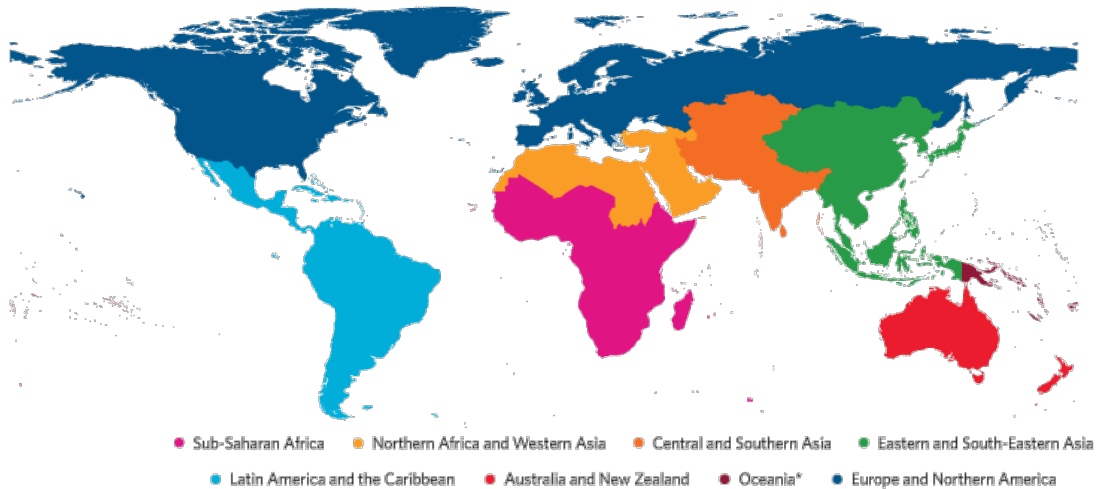 Sub-Saharan Africa Northern Africa and Western Asia Central and Southern Asia Eastern and South-Eastern Asia
Latin America and the Caribbean Australia and New Zealand Oceania* Europe and Northern America